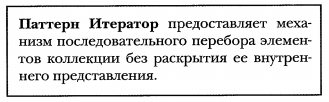 Паттерн Итератор предоставляет меха-
низм последовательного перебора элемен-
тов коллекции без раскрытия ее внутрен-
него представления.